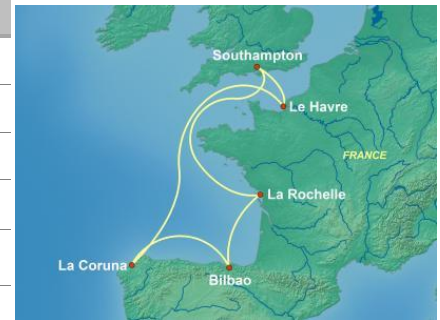 Southampton
Le Havre
FRANCE
La Rochelle
La Coruna
Bilbao